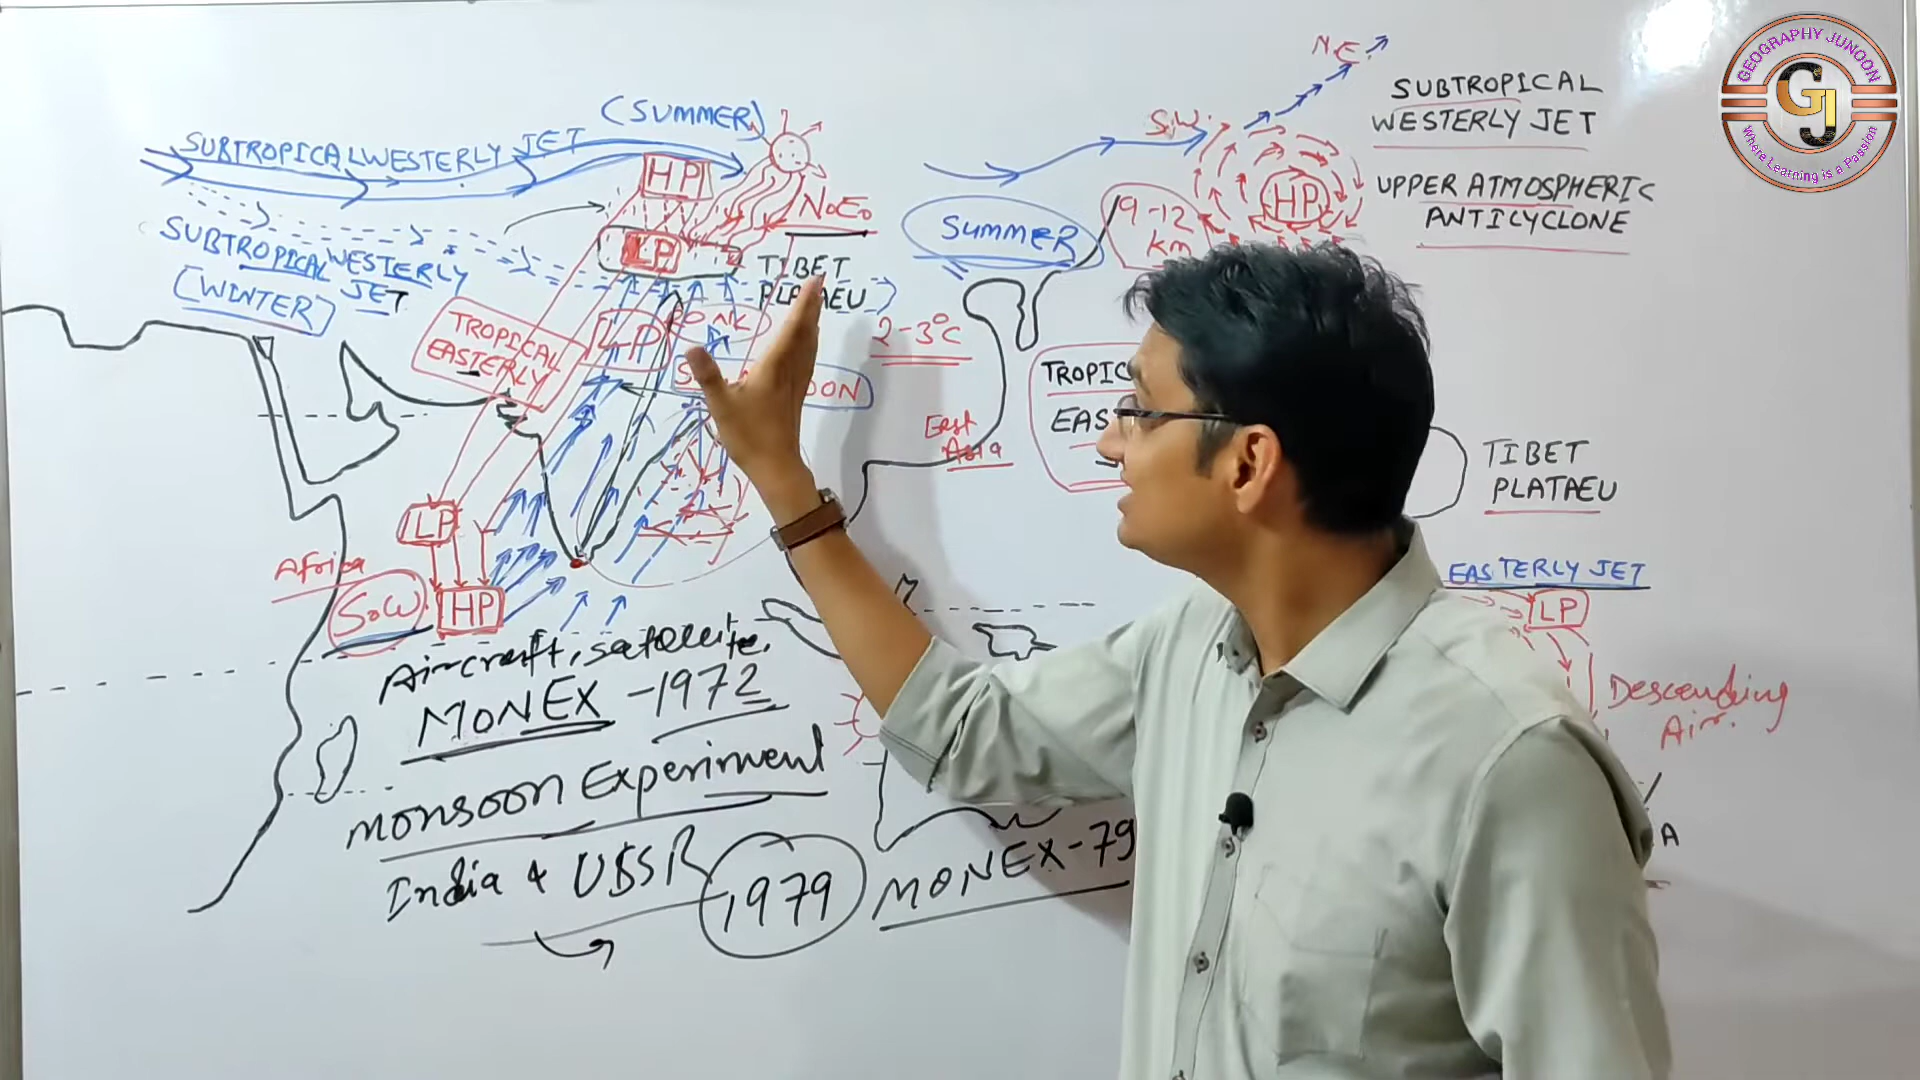 (SUMMER)
SUBTROPICAL WESTERLY JET
HP
N.E.
LP
TIBET
PLATAEU
SUBTROPICAL WESTERLY
JET
(WINTER)
TROPICAL
EASTERLY
LP
2-3°C
East
Asia
LP
Africa
S.W
HP
Aircraft, satellite.
MONEX -1972
Monsoon Experiment
India & USSR
1979
MONEX-79
N.E
S.W.
SUBTROPICAL
WESTERLY JET
9-12
km
HP
UPPER ATMOSPHERIC
ANTICYCLONE
SUMMER
TROPIC
EAS
TIBET
PLATAEU
EASTERLY JET
LP
Descending
Air.
A
GEOGRAPHY JUNOON
GJ
Where Learning is a Passion